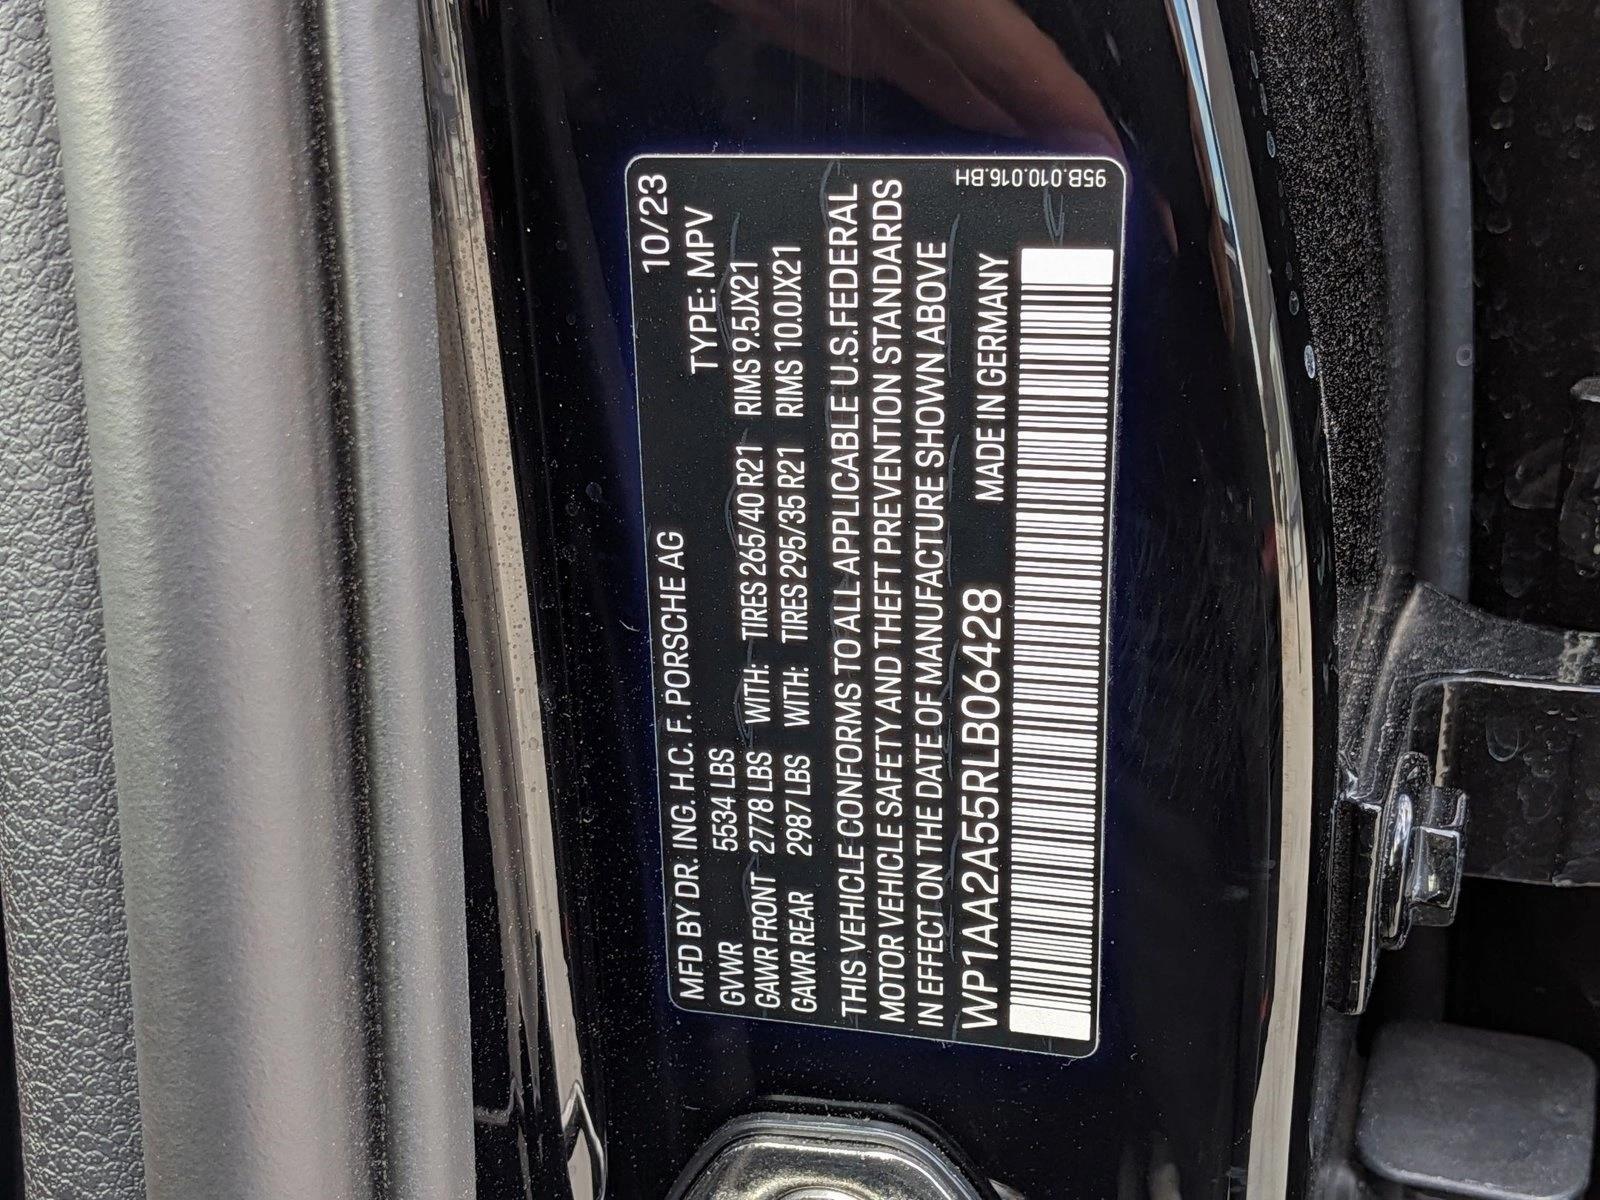 MFD BY DR. ING. H.C. F. PORSCHE AG 10/23
GVWR 5534 LBS TYPE: MPV
GAWR FRONT 2778 LBS WITH: TIRES 265/40 R21 RIMS 9.5JX21
GAWR REAR 2987 LBS WITH: TIRES 295/35 R21 RIMS 10.0JX21
THIS VEHICLE CONFORMS TO ALL APPLICABLE U.S.FEDERAL
MOTOR VEHICLE SAFETY AND THEFT PREVENTION STANDARDS
IN EFFECT ON THE DATE OF MANUFACTURE SHOWN ABOVE
WP1AA2A55RLB06428 MADE IN GERMANY
95B.010.016.BH